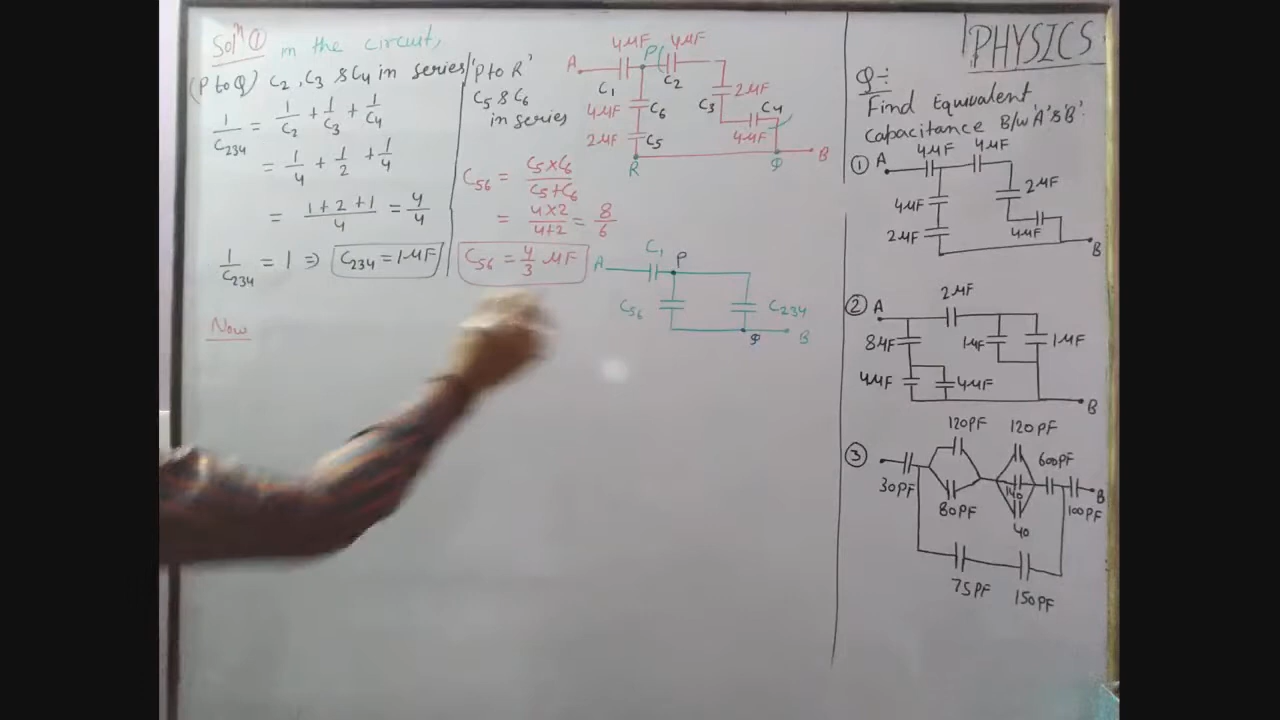 Solⁿ ① in the circuit,
(P to Q) C2, C3 & C4 in series
1/C234 = 1/C2 + 1/C3 + 1/C4
= 1/4 + 1/2 + 1/4
= 1+2+1/4 = 4/4
1/C234 = 1 ⇒ C234 = 1µF
Now
'P to R'
C5 & C6
in series
C56 = C5×C6/C5+C6
= 4×2/4+2 = 8/6
C56 = 4/3 µF
4µF P 4µF
A
C1 C2
2µF
C3 C4
4µF C6
4µF
2µF C5
R Q B
A C1 P
C56 C234
Q B
PHYSICS
Q:-
Find Equivalent
Capacitance B/w 'A' & 'B':
① A 4µF 4µF
2µF
4µF
4µF
2µF
B
② A 2µF
8µF 1µF 1µF
4µF 4µF
B
③ 120PF 120PF
600PF
30PF 140 B
80PF 100PF
40
75PF 150PF